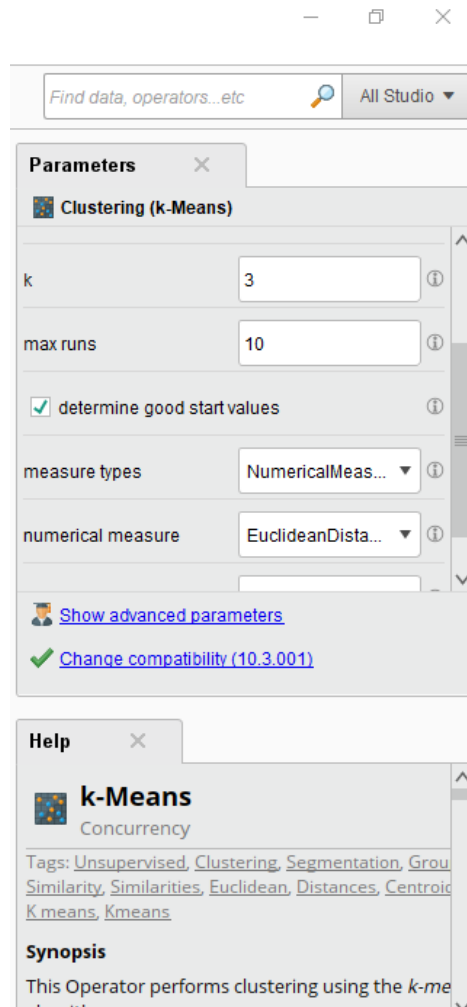 Find data, operators...etc
All Studio
Parameters
Clustering (k-Means)
k
3
max runs
10
determine good start values
measure types
NumericalMeas...
numerical measure
EuclideanDista...
Show advanced parameters
Change compatibility (10.3.001)
Help
k-Means
Concurrency
Tags: Unsupervised, Clustering, Segmentation, Grou
Similarity, Similarities, Euclidean, Distances, Centroid
K means, Kmeans
Synopsis
This Operator performs clustering using the k-me